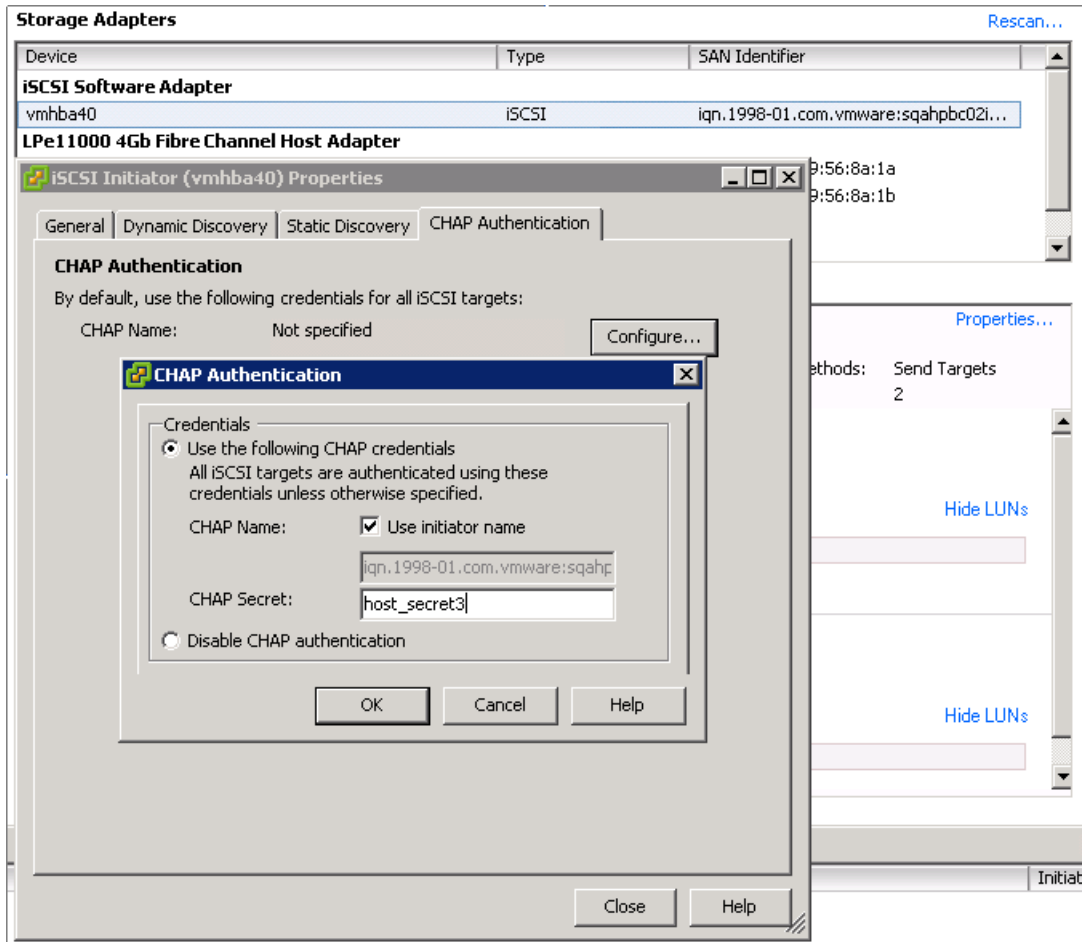 Storage Adapters
Rescan...
Device Type SAN Identifier
iSCSI Software Adapter
vmhba40 iSCSI iqn.1998-01.com.vmware:sqahpbc02i...
LPe11000 4Gb Fibre Channel Host Adapter
9:56:8a:1a
9:56:8a:1b
iSCSI Initiator (vmhba40) Properties
General Dynamic Discovery Static Discovery CHAP Authentication
CHAP Authentication
By default, use the following credentials for all iSCSI targets:
CHAP Name: Not specified
Configure...
Properties...
ethods: Send Targets
2
Hide LUNs
Hide LUNs
CHAP Authentication
Credentials
Use the following CHAP credentials
All iSCSI targets are authenticated using these
credentials unless otherwise specified.
CHAP Name: Use initiator name
iqn.1998-01.com.vmware:sqahp
CHAP Secret: host_secret3
Disable CHAP authentication
OK Cancel Help
Initiat
Close Help